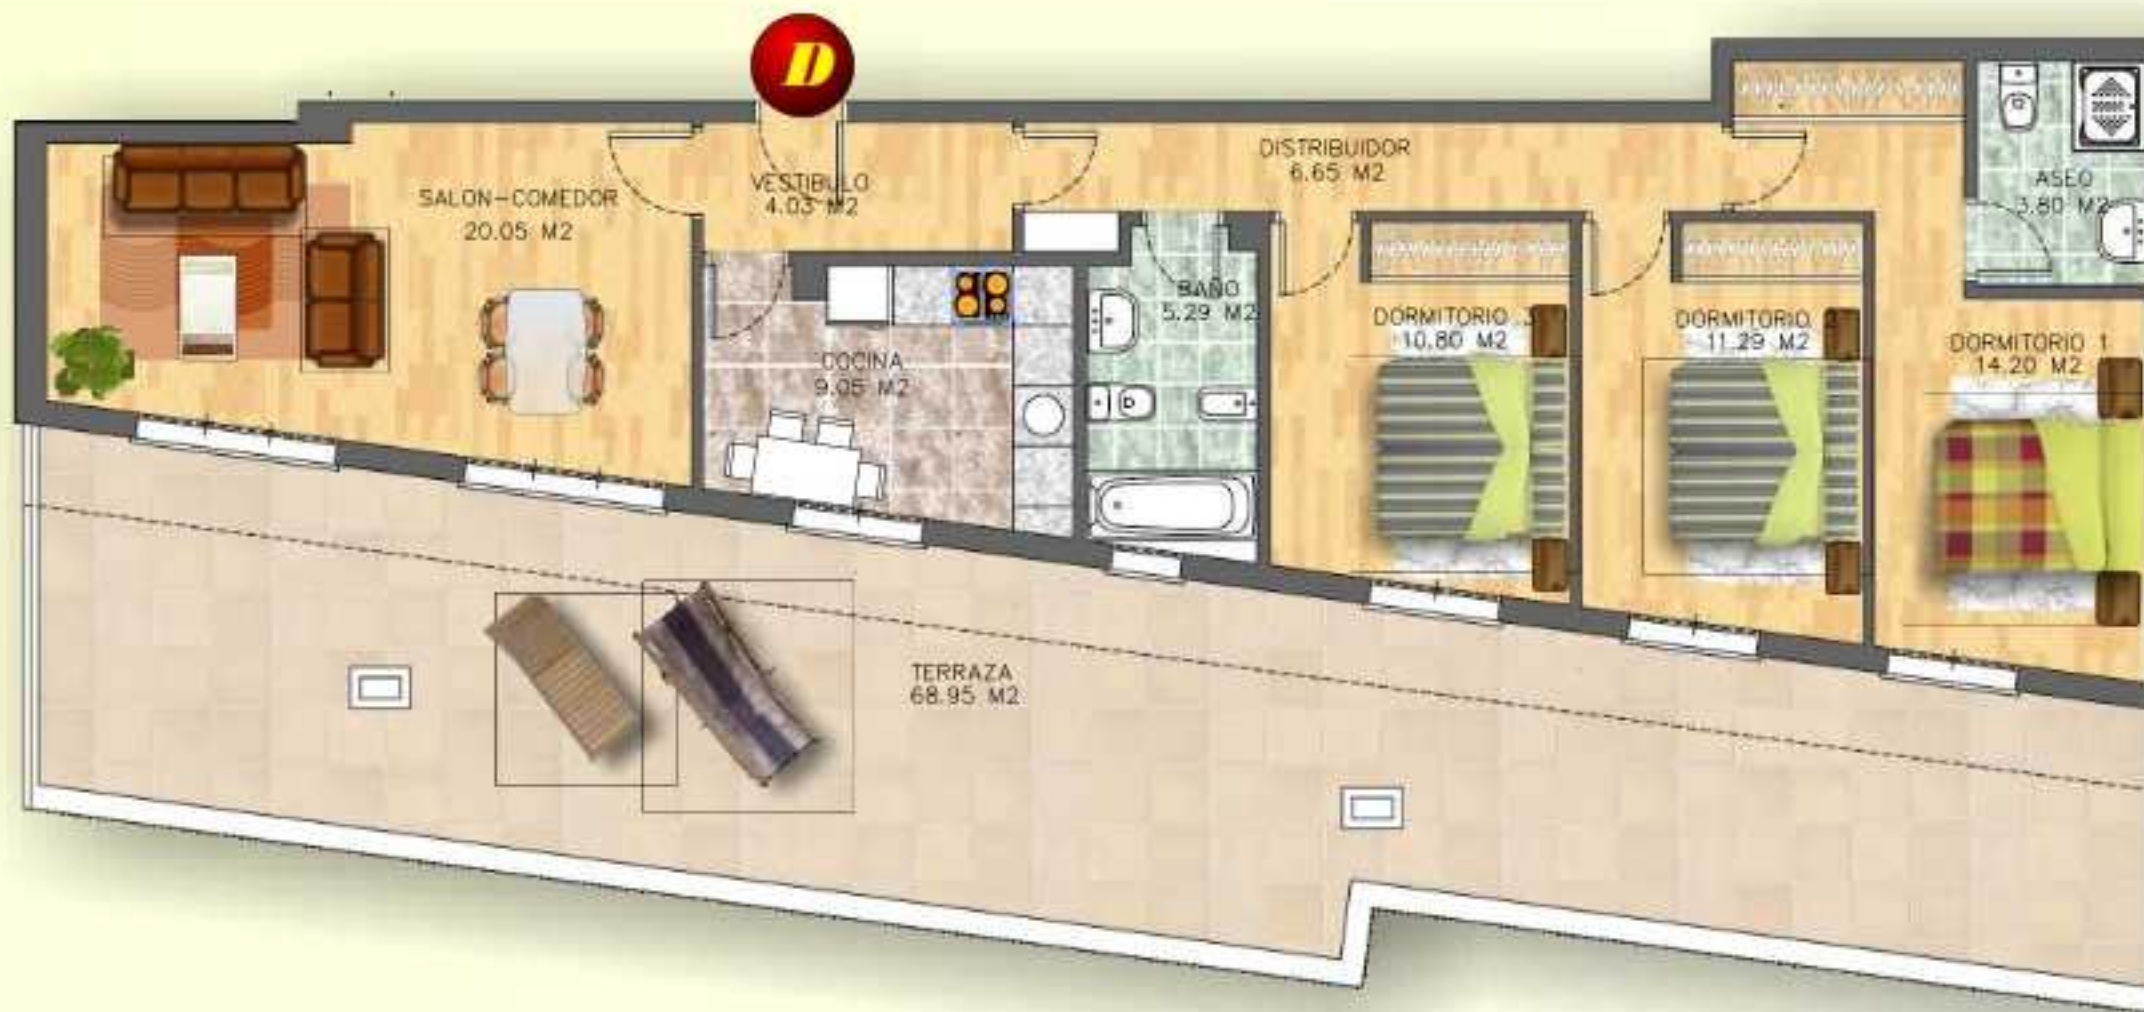 D
SALON-COMEDOR
20.05 M2
VESTIBULO
4.03 M2
DISTRIBUIDOR
6.65 M2
ASEO
3.80 M2
COCINA
9.05 M2
BAÑO
5.29 M2
DORMITORIO 3
10.80 M2
DORMITORIO 2
11.29 M2
DORMITORIO 1
14.20 M2
TERRAZA
68.95 M2